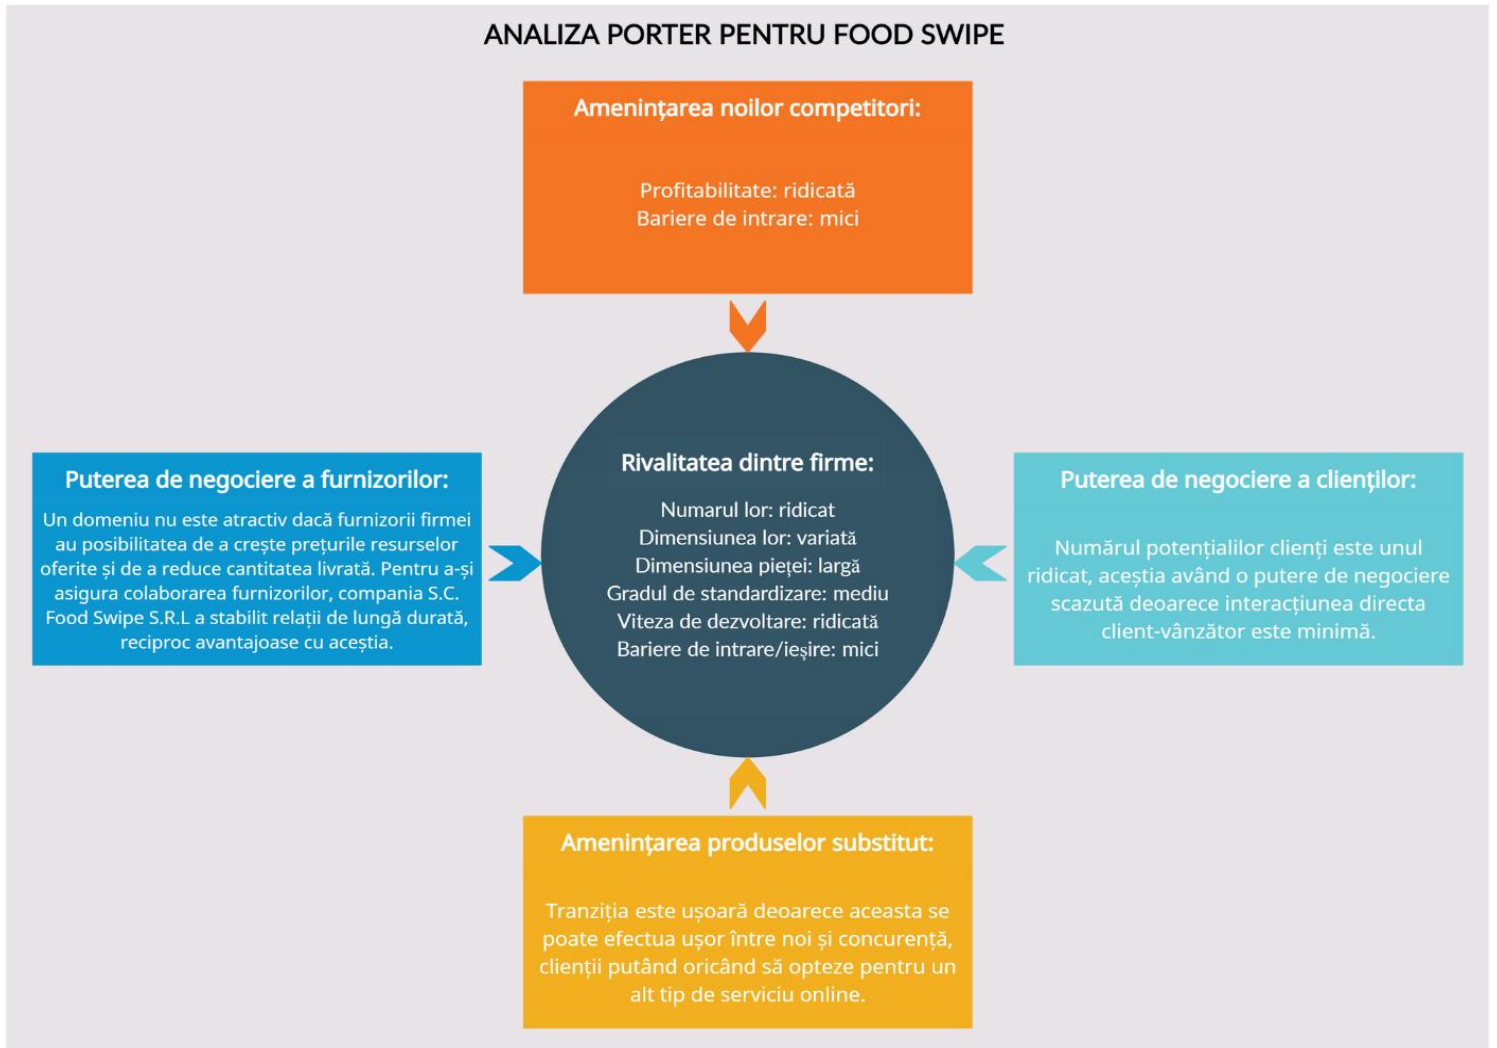 ANALIZA PORTER PENTRU FOOD SWIPE
Amenințarea noilor competitori:
Profitabilitate: ridicată
Bariere de intrare: mici
Puterea de negociere a furnizorilor:
Un domeniu nu este atractiv dacă furnizorii firmei
au posibilitatea de a crește prețurile resurselor
oferite și de a reduce cantitatea livrată. Pentru a-și
asigura colaborarea furnizorilor, compania S.C.
Food Swipe S.R.L a stabilit relații de lungă durată,
reciproc avantajoase cu aceștia.
Rivalitatea dintre firme:
Numarul lor: ridicat
Dimensiunea lor: variată
Dimensiunea pieței: largă
Gradul de standardizare: mediu
Viteza de dezvoltare: ridicată
Bariere de intrare/ieșire: mici
Puterea de negociere a clienților:
Numărul potențialilor clienți este unul
ridicat, aceștia având o putere de negociere
scazută deoarece interacțiunea directa
client-vânzător este minimă.
Amenințarea produselor substitut:
Tranziția este ușoară deoarece aceasta se
poate efectua ușor între noi și concurență,
clienții putând oricând să opteze pentru un
alt tip de serviciu online.